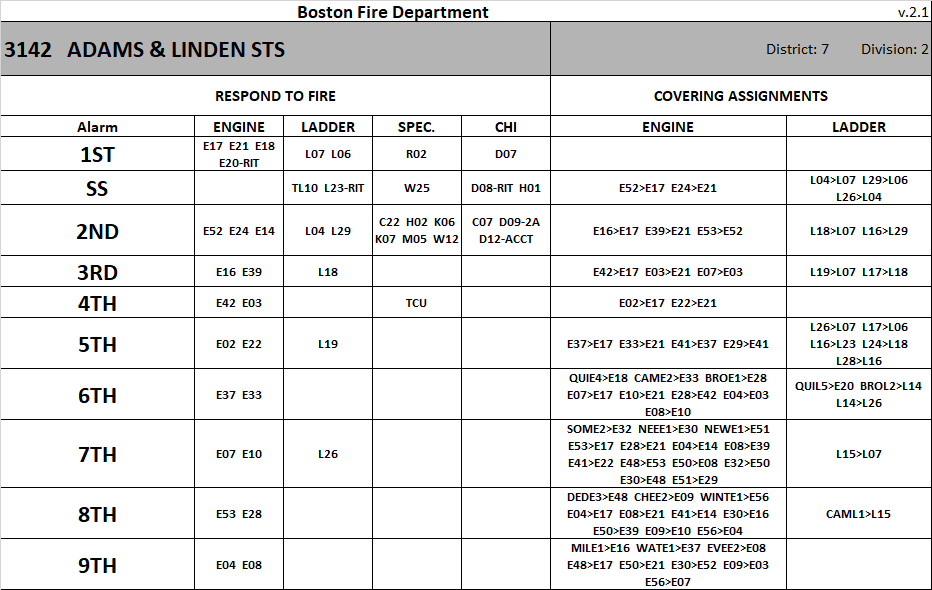 Boston Fire Department v.2.1
3142 ADAMS & LINDEN STS District: 7 Division: 2
RESPOND TO FIRE COVERING ASSIGNMENTS
Alarm ENGINE LADDER SPEC. CHI ENGINE LADDER
1ST E17 E21 E18 L07 L06 R02 D07
E20-RIT
SS TL10 L23-RIT W25 D08-RIT H01 E52>E17 E24>E21 L04>L07 L29>L06
L26>L04
2ND E52 E24 E14 L04 L29 C22 H02 K06 C07 D09-2A E16>E17 E39>E21 E53>E52 L18>L07 L16>L29
K07 M05 W12 D12-ACCT
3RD E16 E39 L18 E42>E17 E03>E21 E07>E03 L19>L07 L17>L18
4TH E42 E03 TCU E02>E17 E22>E21
5TH E02 E22 L19 E37>E17 E33>E21 E41>E37 E29>E41 L26>L07 L17>L06
L16>L23 L24>L18
L28>L16
6TH E37 E33 QUIE4>E18 CAME2>E33 BROE1>E28 QUIL5>E20 BROL2>L14
E07>E17 E10>E21 E28>E42 E04>E03 L14>L26
E08>E10
7TH E07 E10 L26 SOME2>E32 NEEE1>E30 NEWE1>E51 L15>L07
E53>E17 E28>E21 E04>E14 E08>E39
E41>E22 E48>E53 E50>E08 E32>E50
E30>E48 E51>E29
8TH E53 E28 DEDE3>E48 CHEE2>E09 WINTE1>E56 CAML1>L15
E04>E17 E08>E21 E41>E14 E30>E16
E50>E39 E09>E10 E56>E04
9TH E04 E08 MILE1>E16 WATE1>E37 EVEE2>E08
E48>E17 E50>E21 E30>E52 E09>E03
E56>E07